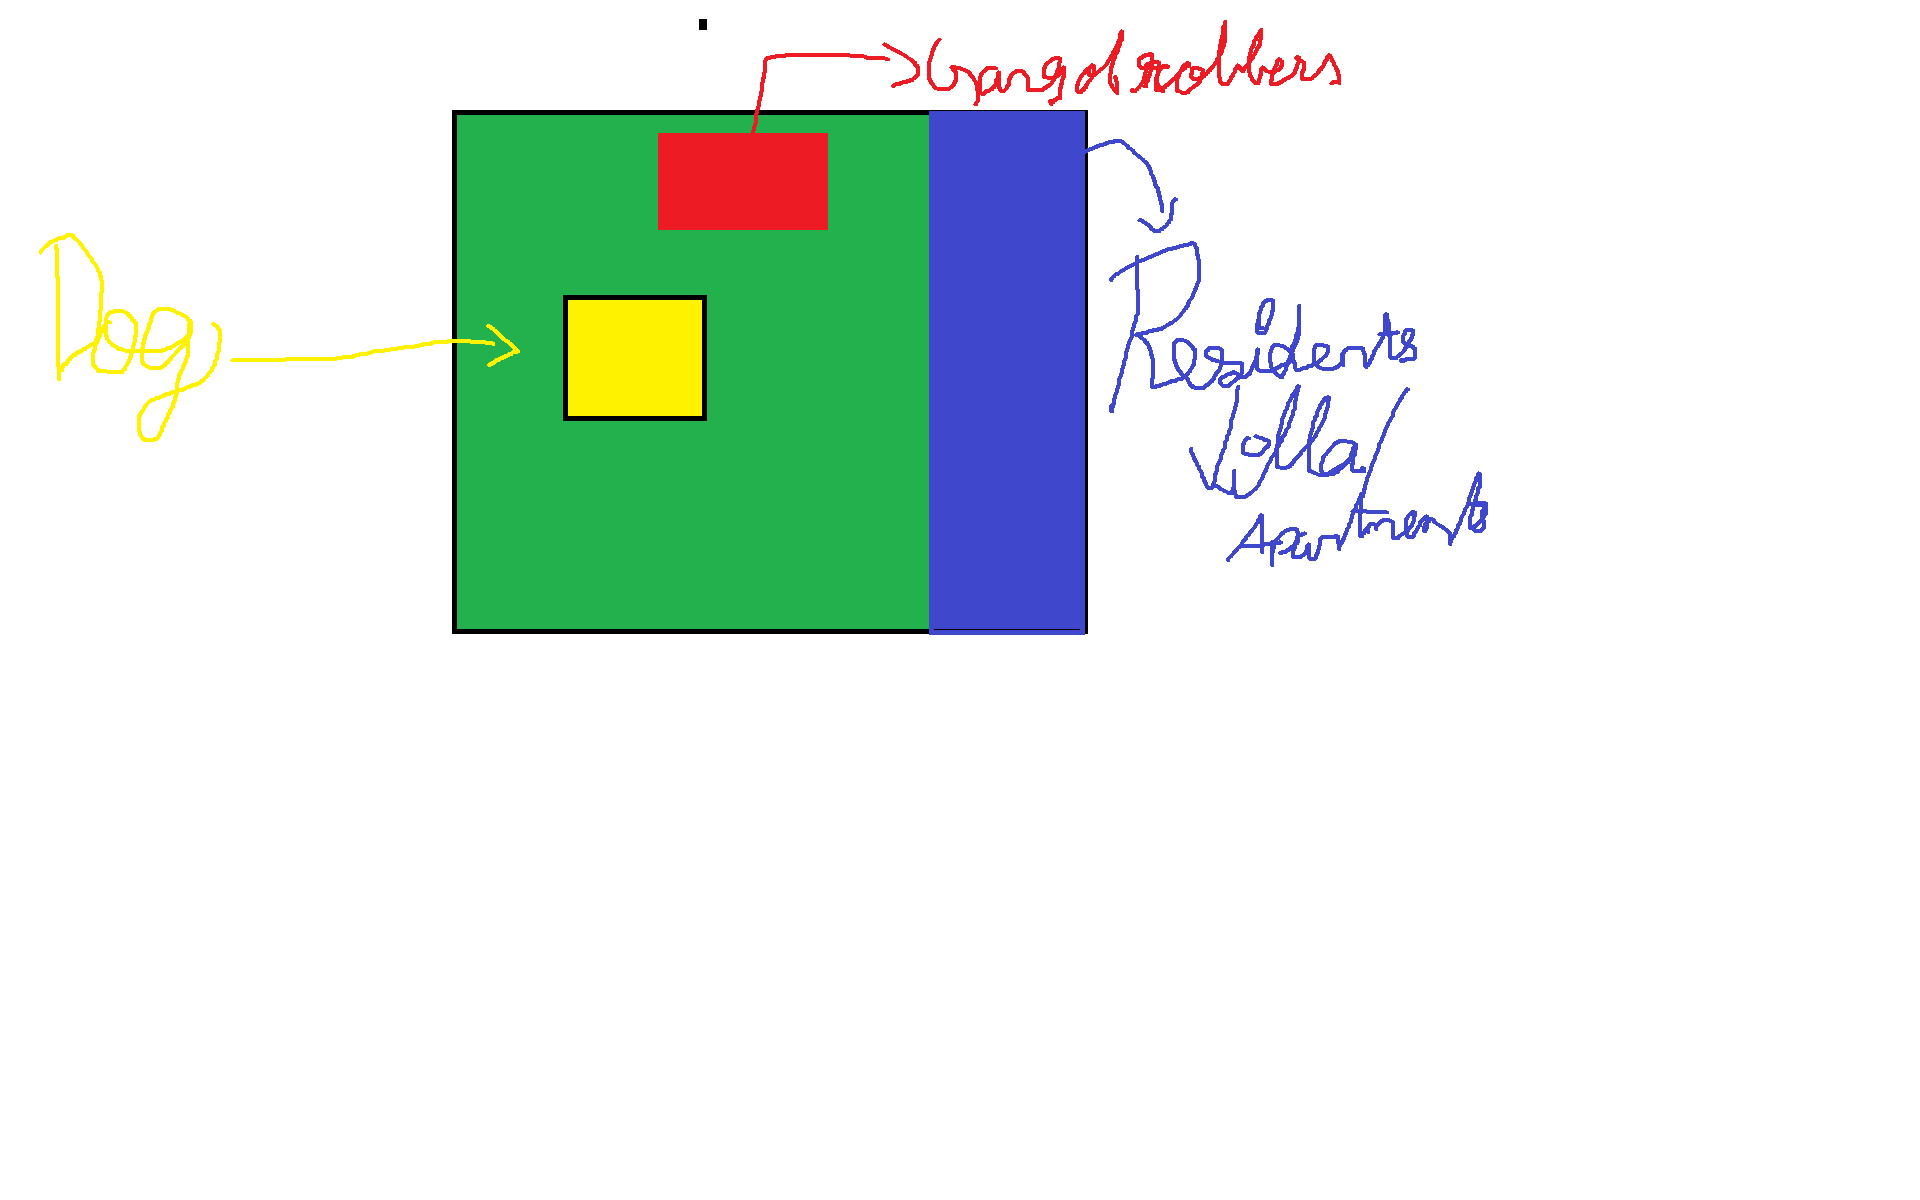 Gang of robbers
Dog
Residents
Villa/
Apartments